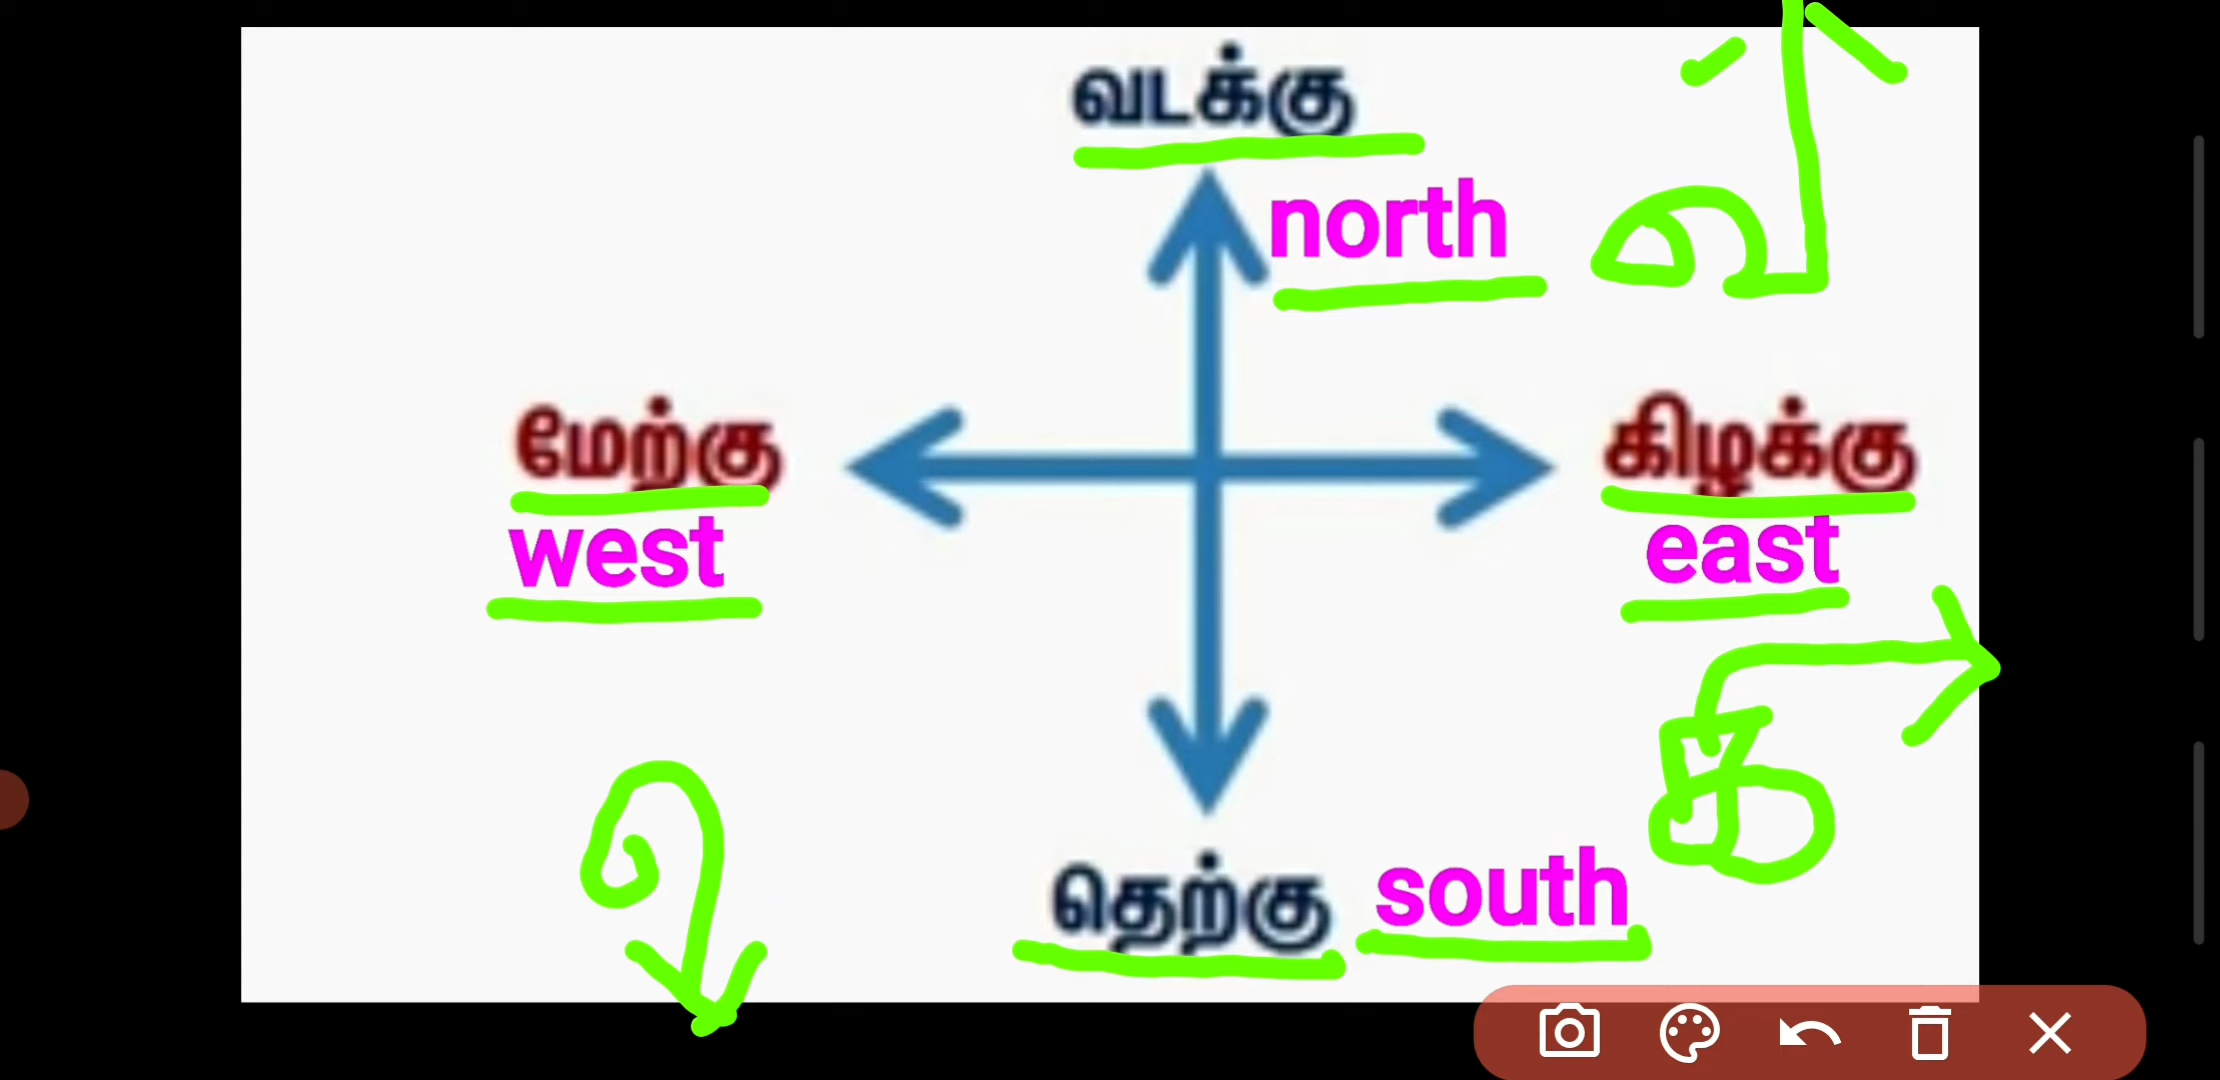 வடக்கு
north
வ
மேற்கு
west
கிழக்கு
east
தெற்கு
south